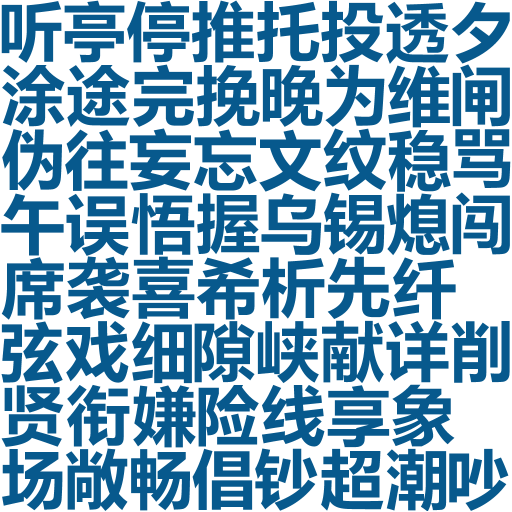 听亭停推托投透夕
涂途完挽晚为维闸
伪往妄忘文纹稳骂
午误悟握乌锡熄闯
席袭喜希析先纤
弦戏细隙峡献详削
贤衔嫌险线享象
场敞畅倡钞超潮吵